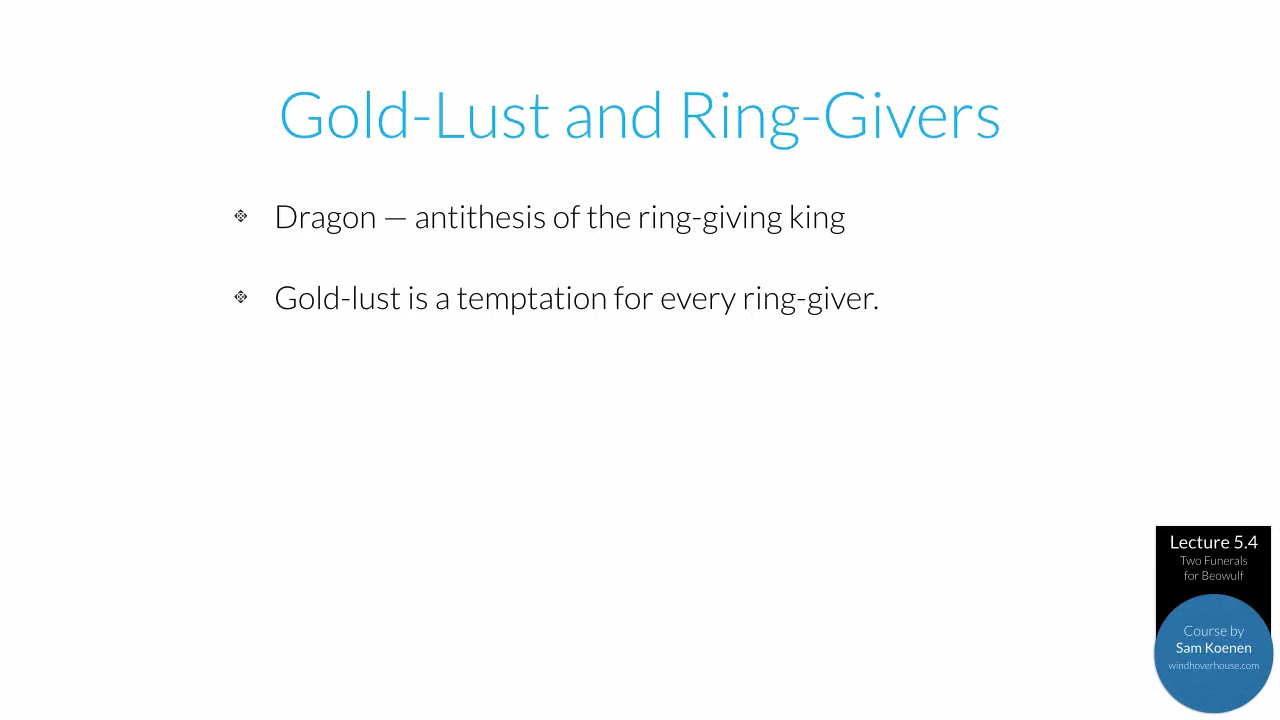 Gold-Lust and Ring-Givers
Dragon — antithesis of the ring-giving king
Gold-lust is a temptation for every ring-giver.
Lecture 5.4
Two Funerals
for Beowulf
Course by
Sam Koenen
windhoverhouse.com